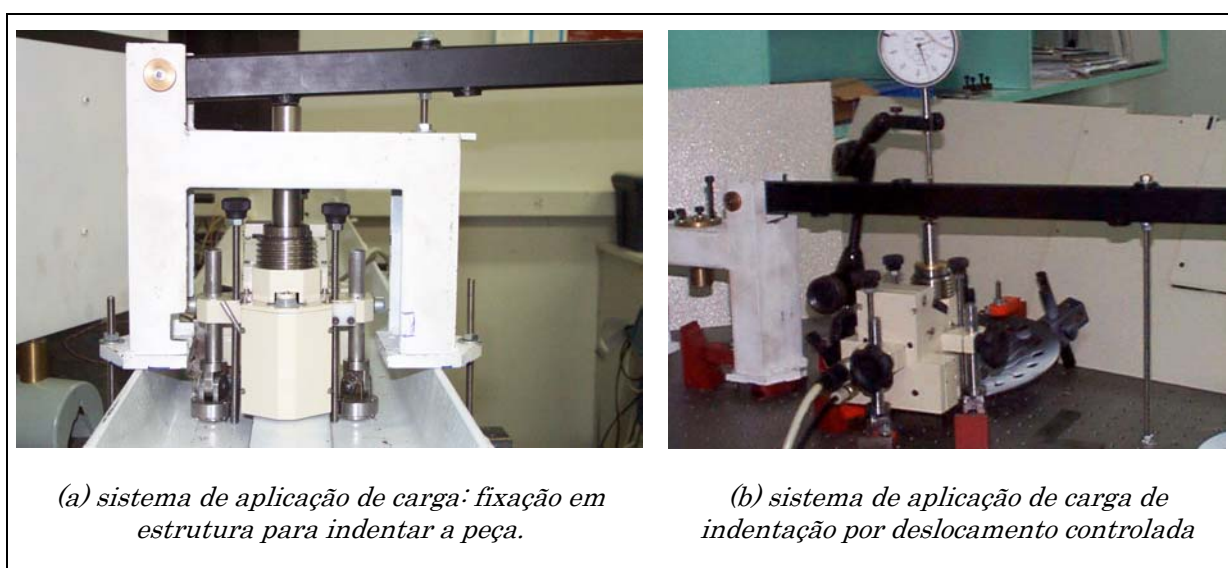 (a) sistema de aplicação de carga: fixação em
estrutura para indentar a peça.
(b) sistema de aplicação de carga de
indentação por deslocamento controlada